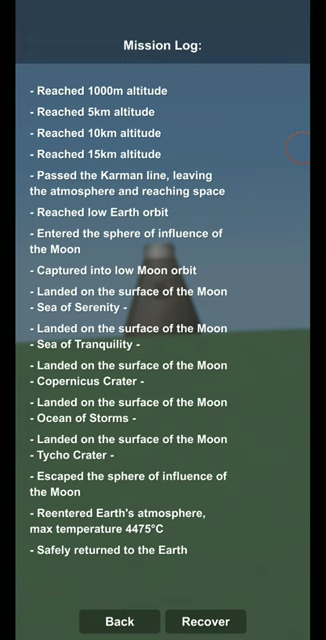 Mission Log:
- Reached 1000m altitude
- Reached 5km altitude
- Reached 10km altitude
- Reached 15km altitude
- Passed the Karman line, leaving
the atmosphere and reaching space
- Reached low Earth orbit
- Entered the sphere of influence of
the Moon
- Captured into low Moon orbit
- Landed on the surface of the Moon
- Sea of Serenity -
- Landed on the surface of the Moon
- Sea of Tranquility -
- Landed on the surface of the Moon
- Copernicus Crater -
- Landed on the surface of the Moon
- Ocean of Storms -
- Landed on the surface of the Moon
- Tycho Crater -
- Escaped the sphere of influence of
the Moon
- Reentered Earth's atmosphere,
max temperature 4475°C
- Safely returned to the Earth
Back
Recover